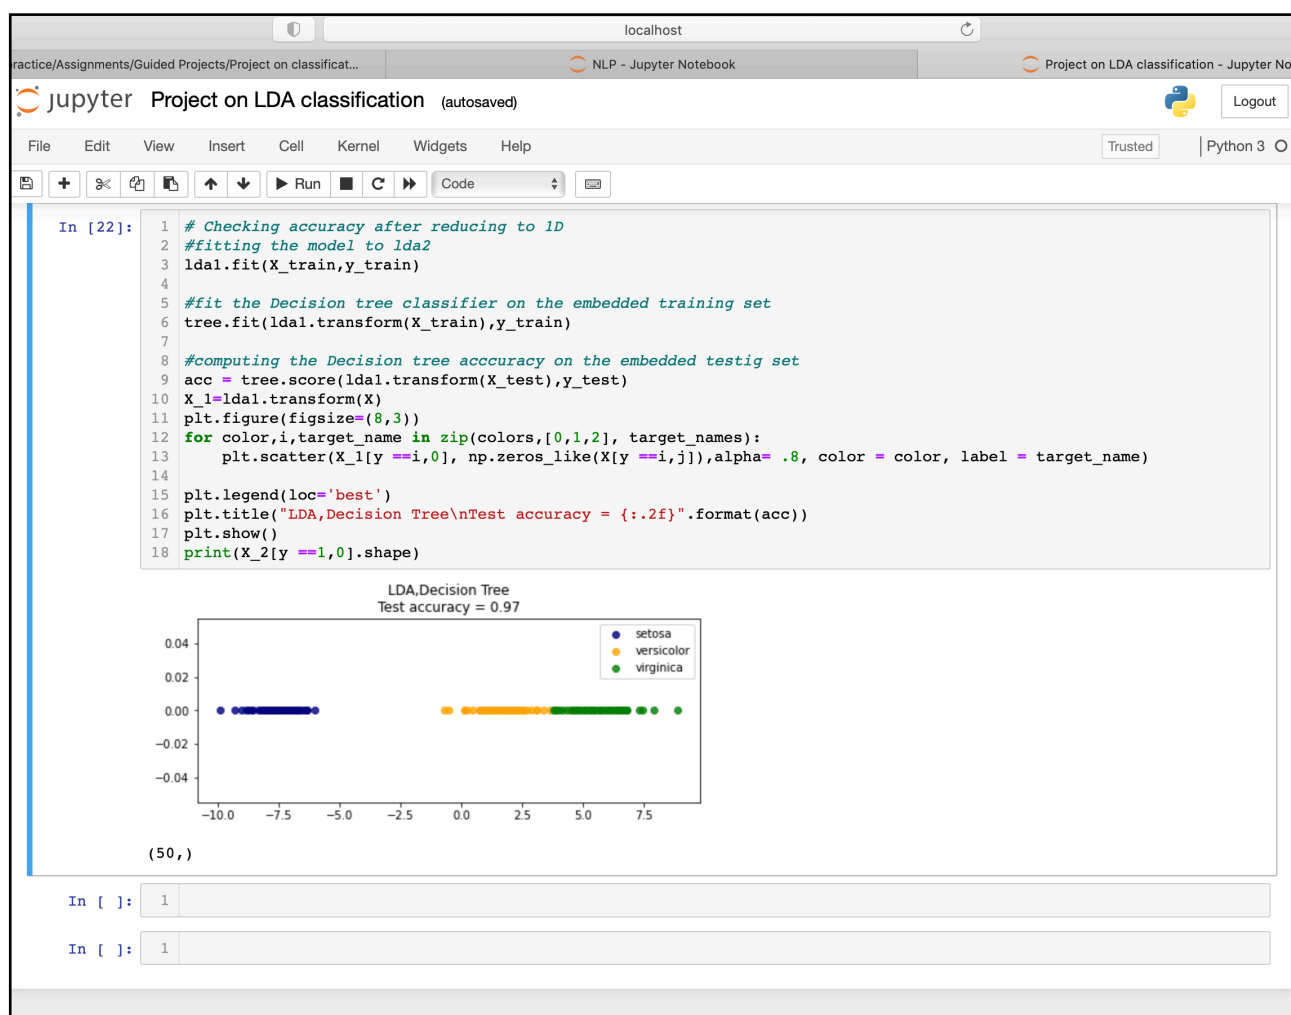 localhost
ractice/Assignments/Guided Projects/Project on classificat...
NLP - Jupyter Notebook
Project on LDA classification - Jupyter No
jupyter Project on LDA classification (autosaved)
Logout
File Edit View Insert Cell Kernel Widgets Help
Trusted
Python 3
Run
Code
In [22]:
1 # Checking accuracy after reducing to 1D
2 #fitting the model to lda2
3 lda1.fit(X_train,y_train)
4
5 #fit the Decision tree classifier on the embedded training set
6 tree.fit(lda1.transform(X_train),y_train)
7
8 #computing the Decision tree acccuracy on the embedded testig set
9 acc = tree.score(lda1.transform(X_test),y_test)
10 X_1=lda1.transform(X)
11 plt.figure(figsize=(8,3))
12 for color,i,target_name in zip(colors,[0,1,2], target_names):
13     plt.scatter(X_1[y ==i,0], np.zeros_like(X[y ==i,j]),alpha= .8, color = color, label = target_name)
14
15 plt.legend(loc='best')
16 plt.title("LDA,Decision Tree\nTest accuracy = {:.2f}".format(acc))
17 plt.show()
18 print(X_2[y ==1,0].shape)
LDA,Decision Tree
Test accuracy = 0.97
setosa
versicolor
virginica
0.04
0.02
0.00
−0.02
−0.04
−10.0 −7.5 −5.0 −2.5 0.0 2.5 5.0 7.5
(50,)
In [ ]: 1
In [ ]: 1